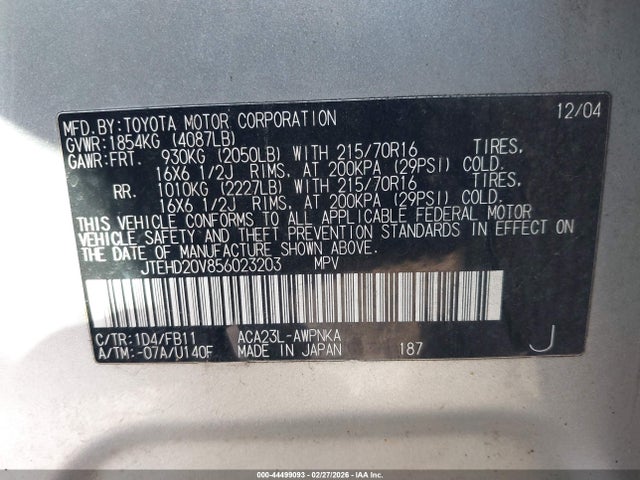 MFD.BY:TOYOTA MOTOR CORPORATION 12/04
GVWR:1854KG (4087LB)
GAWR:FRT. 930KG (2050LB) WITH 215/70R16 TIRES,
16X6 1/2J RIMS, AT 200KPA (29PSI) COLD.
RR. 1010KG (2227LB) WITH 215/70R16 TIRES,
16X6 1/2J RIMS, AT 200KPA (29PSI) COLD.
THIS VEHICLE CONFORMS TO ALL APPLICABLE FEDERAL MOTOR
VEHICLE SAFETY AND THEFT PREVENTION STANDARDS IN EFFECT ON
THE DATE OF MANUFACTURE SHOWN ABOVE.
JTEHD20V856023203 MPV
C/TR:1D4/FB11 ACA23L-AWPNKA
A/TM:-07A/U140F MADE IN JAPAN 187 J
000-44499093 - 02/27/2026 - IAA Inc.